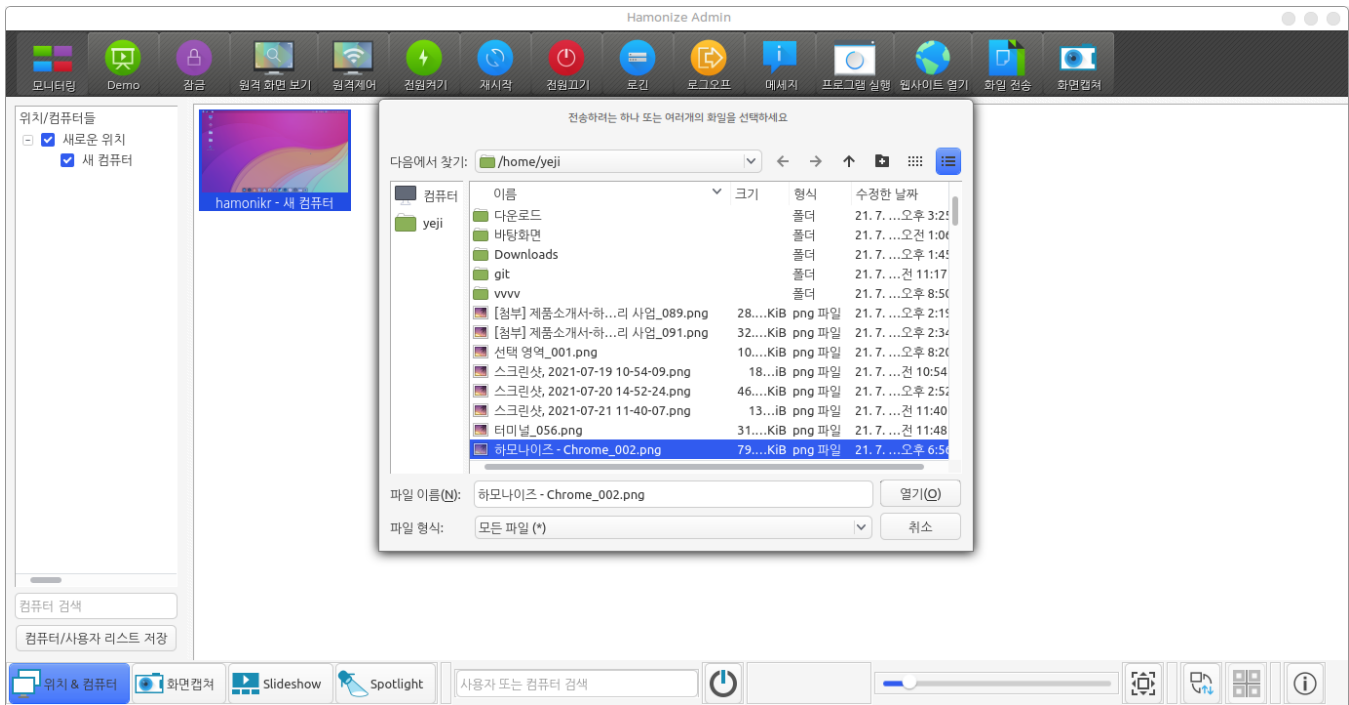 Hamonize Admin
모니터링 Demo 잠금 원격 화면 보기 원격제어 전원켜기 재시작 전원끄기 로긴 로그오프 메세지 프로그램 실행 웹사이트 열기 화일 전송 화면캡쳐
위치/컴퓨터들
새로운 위치
새 컴퓨터
hamonikr - 새 컴퓨터
전송하려는 하나 또는 여러개의 화일을 선택하세요
다음에서 찾기: /home/yeji
컴퓨터
yeji
이름 크기 형식 수정한 날짜
다운로드 폴더 21. 7. …오후 3:25
바탕화면 폴더 21. 7. …오전 1:06
Downloads 폴더 21. 7. …오후 1:45
git 폴더 21. 7. …전 11:17
vvvv 폴더 21. 7. …오후 8:50
[첨부] 제품소개서-하…리 사업_089.png 28.…KiB png 파일 21. 7. …오후 2:19
[첨부] 제품소개서-하…리 사업_091.png 32.…KiB png 파일 21. 7. …오후 2:34
선택 영역_001.png 10.…KiB png 파일 21. 7. …오후 8:20
스크린샷, 2021-07-19 10-54-09.png 18…iB png 파일 21. 7. …전 10:54
스크린샷, 2021-07-20 14-52-24.png 46.…KiB png 파일 21. 7. …오후 2:52
스크린샷, 2021-07-21 11-40-07.png 13…iB png 파일 21. 7. …전 11:40
터미널_056.png 31.…KiB png 파일 21. 7. …전 11:48
하모나이즈 - Chrome_002.png 79.…KiB png 파일 21. 7. …오후 6:56
파일 이름(N): 하모나이즈 - Chrome_002.png 열기(O)
파일 형식: 모든 파일 (*) 취소
컴퓨터 검색
컴퓨터/사용자 리스트 저장
위치 & 컴퓨터 화면캡쳐 Slideshow Spotlight 사용자 또는 컴퓨터 검색